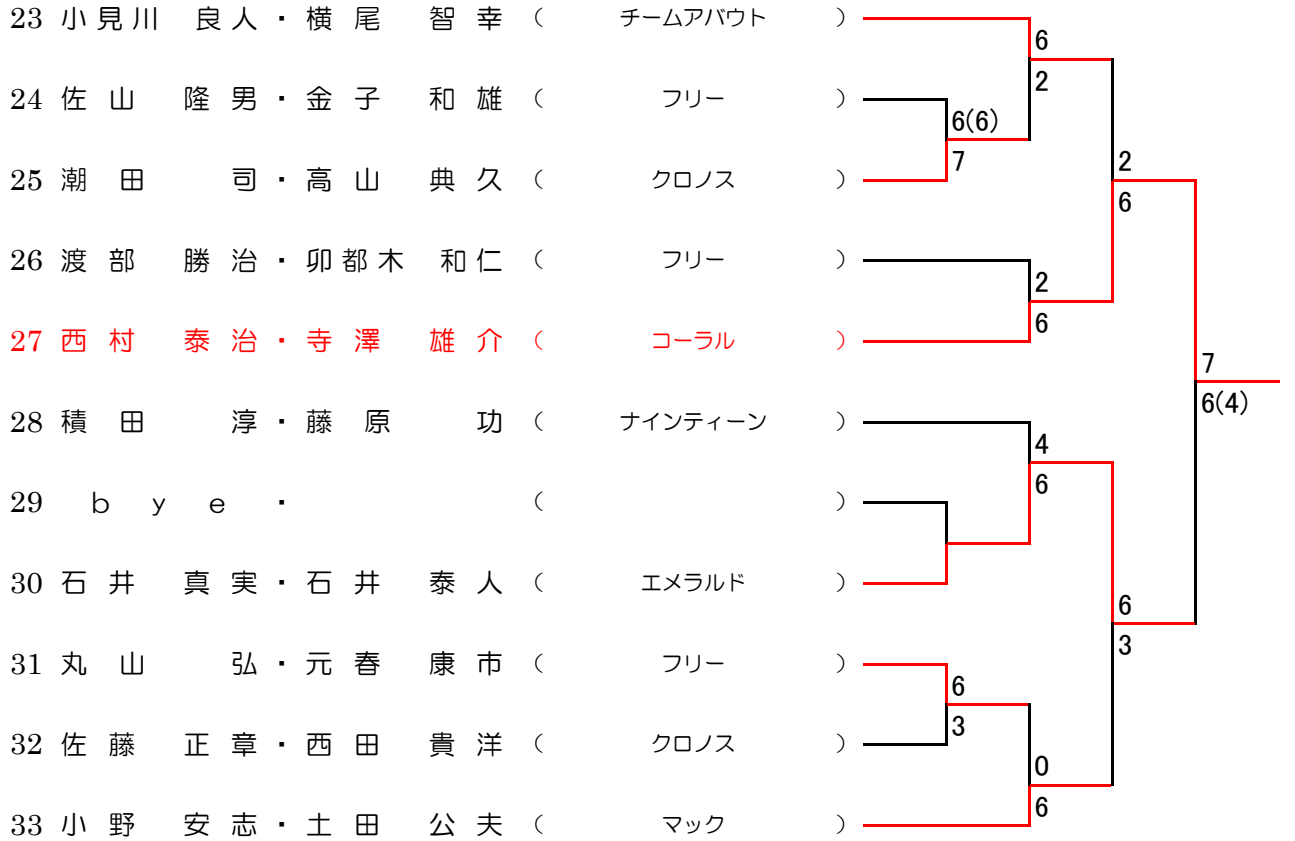 23 小見川 良人・横尾 智幸 ( チームアバウト )
6
2
24 佐山 隆男・金子 和雄 ( フリー )
6(6)
7
25 潮田 司・高山 典久 ( クロノス )
2
6
26 渡部 勝治・卯都木 和仁 ( フリー )
2
6
27 西村 泰治・寺澤 雄介 ( コーラル )
7
6(4)
28 積田 淳・藤原 功 ( ナインティーン )
4
6
29 ｂｙｅ・ ( )
30 石井 真実・石井 泰人 ( エメラルド )
6
3
31 丸山 弘・元春 康市 ( フリー )
6
3
32 佐藤 正章・西田 貴洋 ( クロノス )
0
6
33 小野 安志・土田 公夫 ( マック )